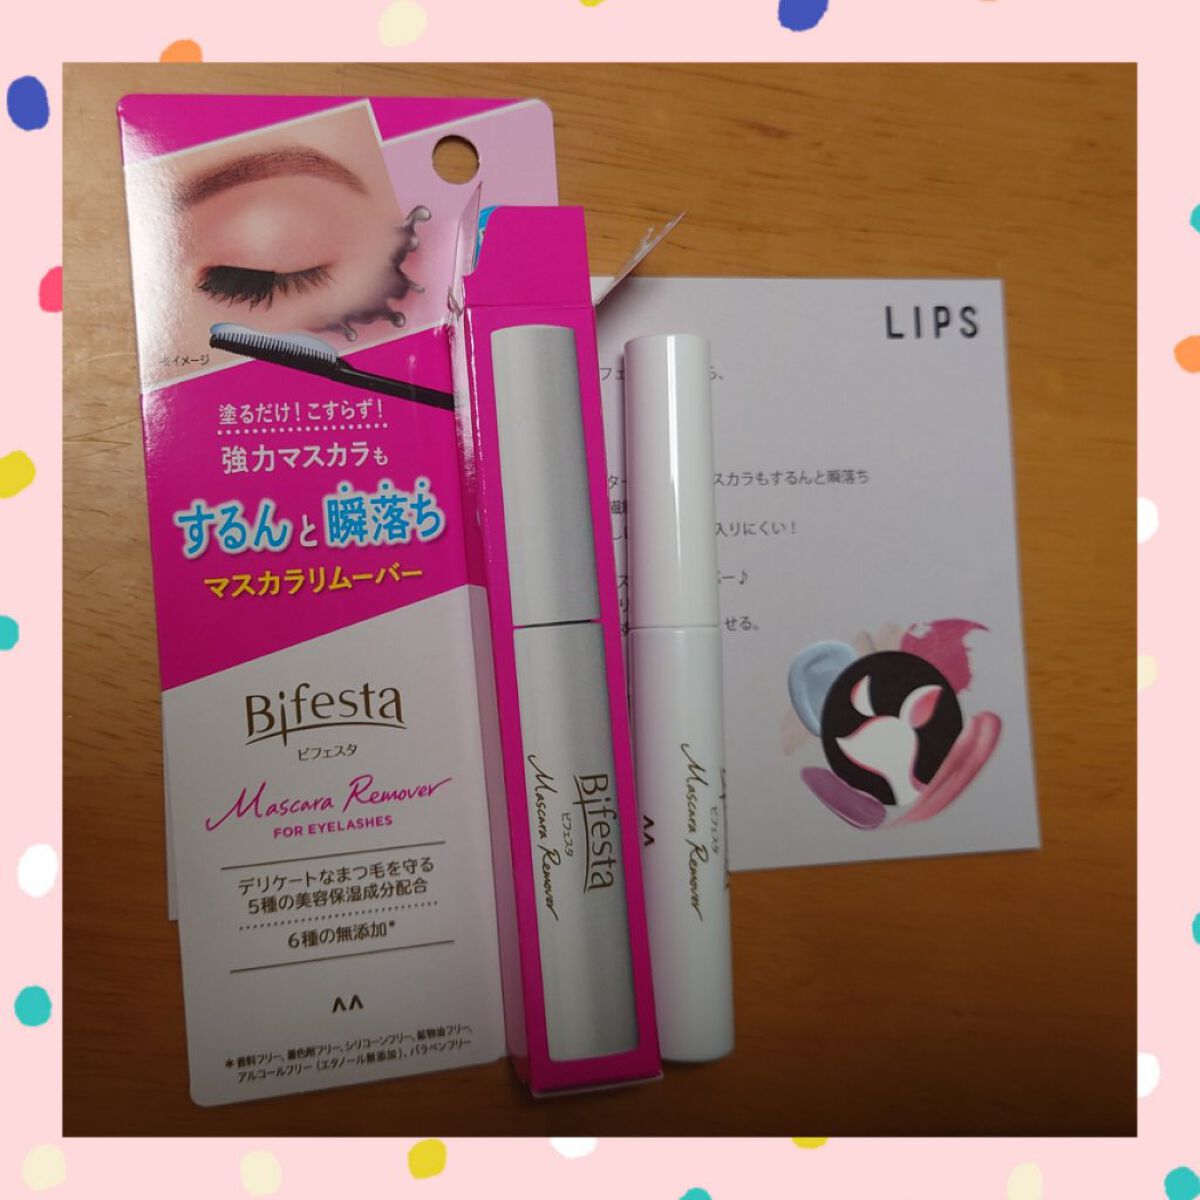 ※イメージ
塗るだけ!こすらず!
強力マスカラも
するんと瞬落ち
マスカラリムーバー
Bifesta
ビフェスタ
Mascara Remover
FOR EYELASHES
デリケートなまつ毛を守る
5種の美容保湿成分配合
6種の無添加*
*香料フリー、着色剤フリー、シリコーンフリー、鉱物油フリー、
アルコールフリー(エタノール無添加)、パラベンフリー
Bifesta
ビフェスタ
Mascara Remover
ビフェスタ
Mascara Remover
LIPS
スカラもするんと瞬落ち
入りにくい!
バー♪
せる。